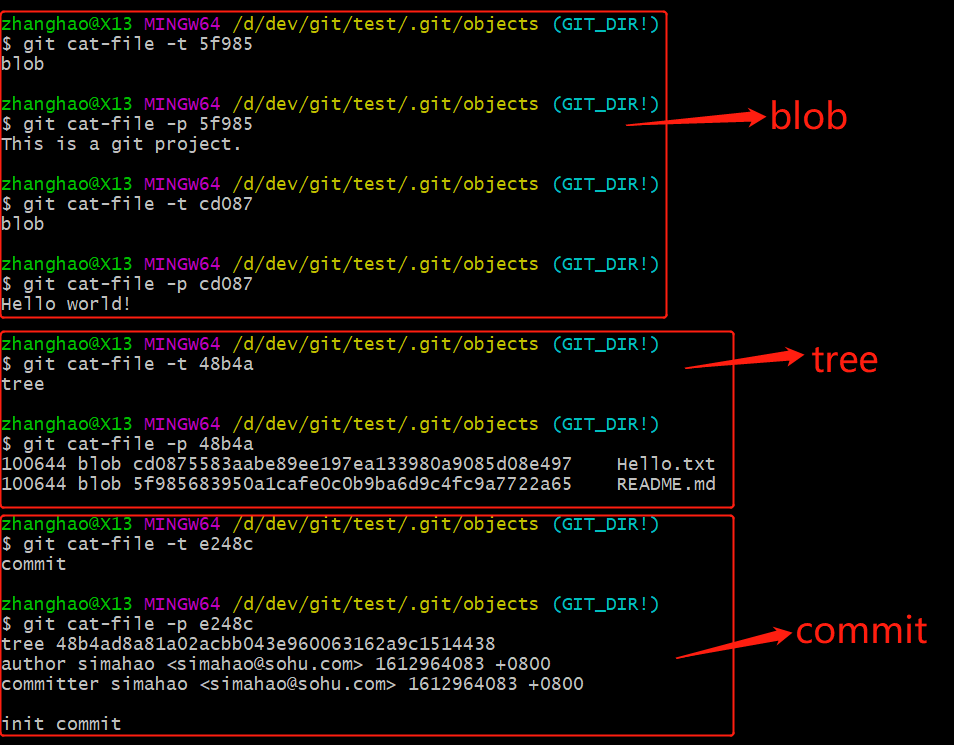 zhanghao@X13 MINGW64 /d/dev/git/test/.git/objects (GIT_DIR!)
$ git cat-file -t 5f985
blob
zhanghao@X13 MINGW64 /d/dev/git/test/.git/objects (GIT_DIR!)
$ git cat-file -p 5f985
This is a git project.
blob
zhanghao@X13 MINGW64 /d/dev/git/test/.git/objects (GIT_DIR!)
$ git cat-file -t cd087
blob
zhanghao@X13 MINGW64 /d/dev/git/test/.git/objects (GIT_DIR!)
$ git cat-file -p cd087
Hello world!
zhanghao@X13 MINGW64 /d/dev/git/test/.git/objects (GIT_DIR!)
$ git cat-file -t 48b4a
tree
tree
zhanghao@X13 MINGW64 /d/dev/git/test/.git/objects (GIT_DIR!)
$ git cat-file -p 48b4a
100644 blob cd0875583aabe89ee197ea133980a9085d08e497    Hello.txt
100644 blob 5f985683950a1cafe0c0b9ba6d9c4fc9a7722a65    README.md
zhanghao@X13 MINGW64 /d/dev/git/test/.git/objects (GIT_DIR!)
$ git cat-file -t e248c
commit
zhanghao@X13 MINGW64 /d/dev/git/test/.git/objects (GIT_DIR!)
$ git cat-file -p e248c
tree 48b4ad8a81a02acbb043e960063162a9c1514438
author simahao <simahao@sohu.com> 1612964083 +0800
committer simahao <simahao@sohu.com> 1612964083 +0800
commit
init commit